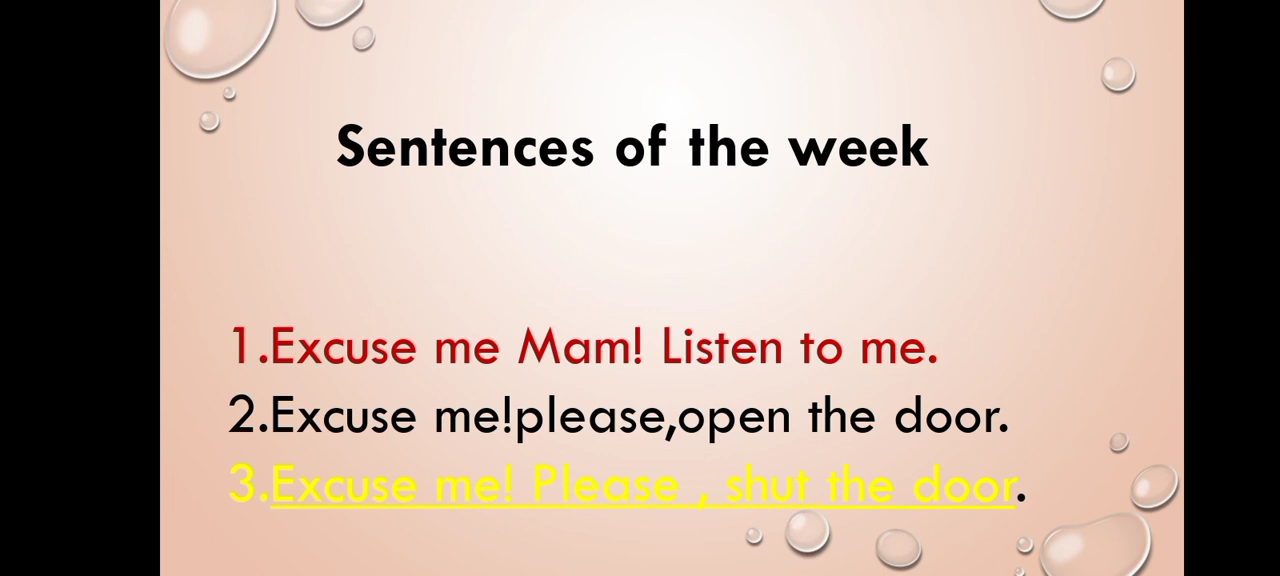 Sentences of the week
1.Excuse me Mam! Listen to me.
2.Excuse me!please,open the door.
3.Excuse me! Please , shut the door.